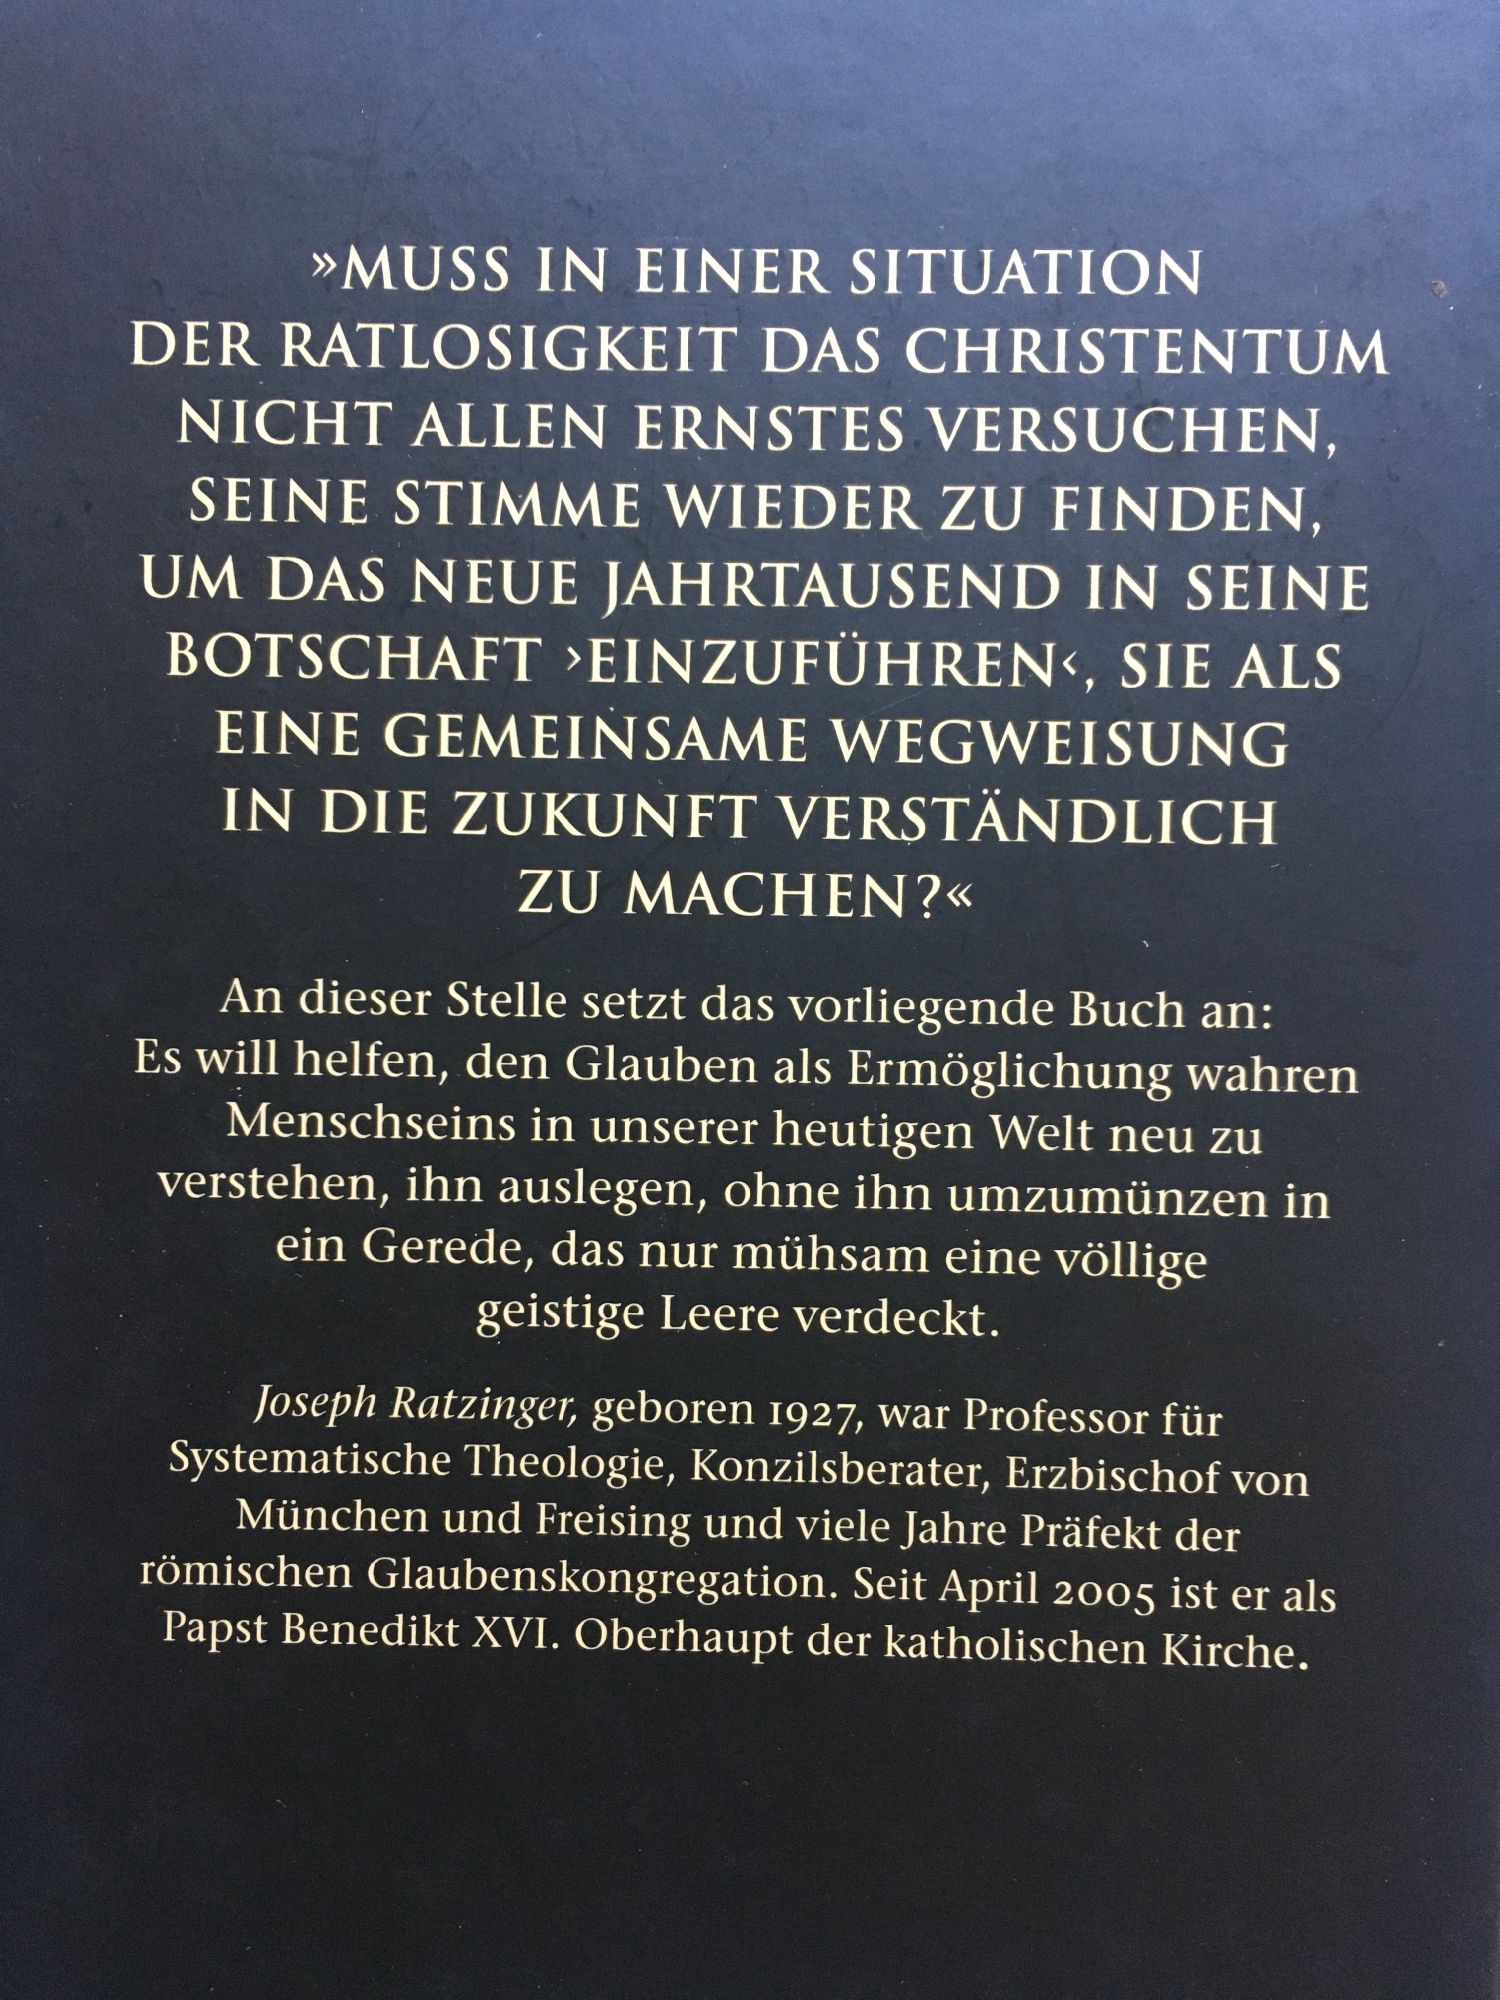 »MUSS IN EINER SITUATION
DER RATLOSIGKEIT DAS CHRISTENTUM
NICHT ALLEN ERNSTES VERSUCHEN,
SEINE STIMME WIEDER ZU FINDEN,
UM DAS NEUE JAHRTAUSEND IN SEINE
BOTSCHAFT ›EINZUFÜHREN‹, SIE ALS
EINE GEMEINSAME WEGWEISUNG
IN DIE ZUKUNFT VERSTÄNDLICH
ZU MACHEN?«
An dieser Stelle setzt das vorliegende Buch an:
Es will helfen, den Glauben als Ermöglichung wahren
Menschseins in unserer heutigen Welt neu zu
verstehen, ihn auslegen, ohne ihn umzumünzen in
ein Gerede, das nur mühsam eine völlige
geistige Leere verdeckt.
Joseph Ratzinger, geboren 1927, war Professor für
Systematische Theologie, Konzilsberater, Erzbischof von
München und Freising und viele Jahre Präfekt der
römischen Glaubenskongregation. Seit April 2005 ist er als
Papst Benedikt XVI. Oberhaupt der katholischen Kirche.